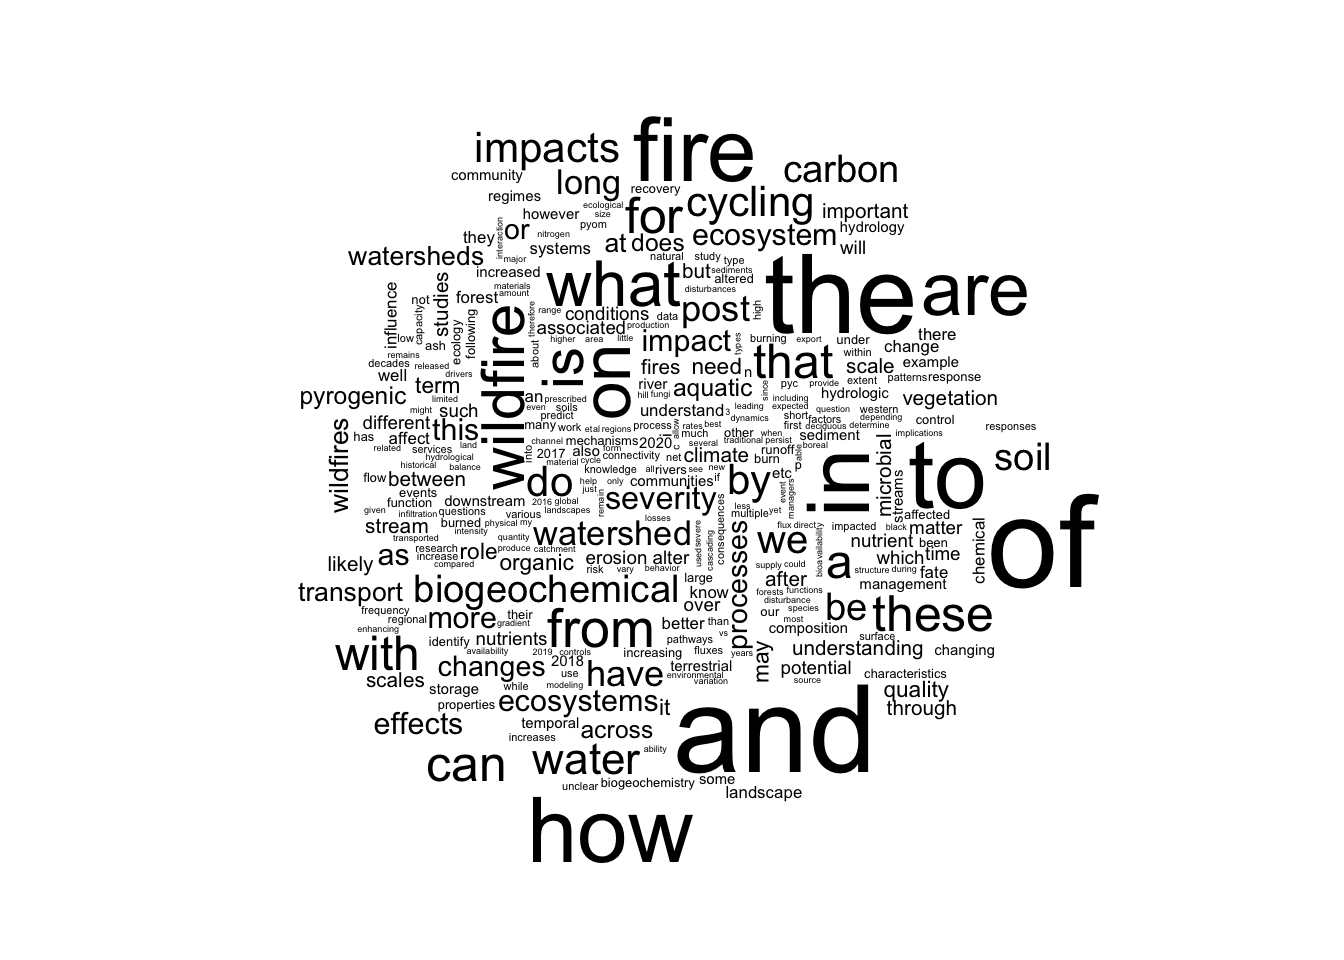 fire
impacts
carbon
community
long
recovery
regimes
ecological
size
cycling
important
however
for
hydrology
pyom
or
nitrogen
they
interaction
at does
ecosystem
will
systems
watersheds
major
natural
study
type
increased
what
but
sediments
altered
the
are
materials
amount
disturbances
influence
not
capacity
studies
forest
wildfire
therefore
range
conditions
data
post
high
associated
production
low
ash
ecology
following
about
is
on
higher
area
little
impact
types
burning
export
under
there
remains
within
change
that
decades
released
fires
need
n
scale
example
well
drivers
river
aquatic
since
pyc
provide
extent
patterns
response
pyrogenic
term
limited
an
prescribed
hill
fungi
including
hydrologic
vegetation
might
such
even
soils
understand
3
leading
expected
question
western
predict
dynamics
short
factors
depending
control
different
this
many
work
et al
regions
process
allow
rates
best
first
deciduous
determine
wildfires
has
affect
land
channel
mechanisms
2020
much
other
when
sediment
implications
responses
related
services
into
2017
also
form
c
several
traditional
persist
able
boreal
hydrological
material
cycle
connectivity
net
climate
runoff
in
microbial
to
soil
historical
balance
knowledge
all
rivers
see
new
burn
p
flow
between
do
help
only
communities
if
by
etc
event
managers
streams
events
just
function
downstream
2016
global
remain
severity
less
given
questions
landscapes
consequences
multiple
yet
affected
of
infiltration
various
losses
stream
burned
physical
my
watershed
used
severe
cascading
processes
we
flux
direct
bioavailability
impacted
black
matter
chemical
transported
intensity
quantity
nutrient
been
as
research
role
produce
catchment
erosion
alter
a
which
time
likely
increase
organic
supply
could
compared
risk
vary
behavior
after
structure
during
fate
transport
biogeochemical
large
know
forests
functions
management
frequency
more
their
over
disturbance
our
species
be
these
regional
gradient
from
better
than
most
enhancing
vs
composition
with
identify
nutrients
pathways
surface
availability
2019
controls
increasing
fluxes
years
may
understanding
changing
changes
2018
have
terrestrial
potential
scales
use
environmental
variation
source
characteristics
storage
while
modeling
quality
properties
ecosystems
it
through
effects
temporal
across
and
increases
can
water
ability
unclear
biogeochemistry
some
landscape
how